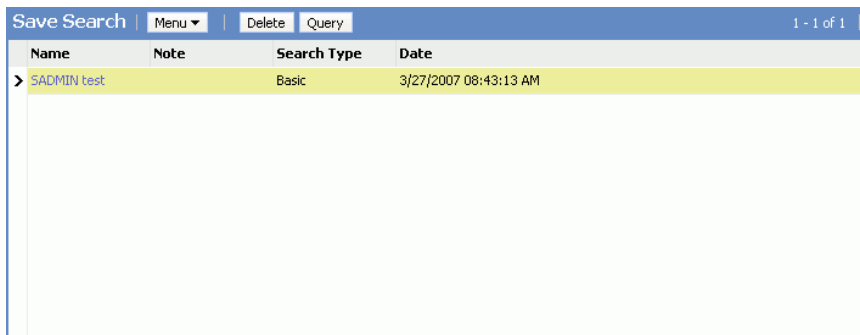 Save Search | Menu ▾ | Delete Query 1 - 1 of 1
Name Note Search Type Date
SADMIN test Basic 3/27/2007 08:43:13 AM